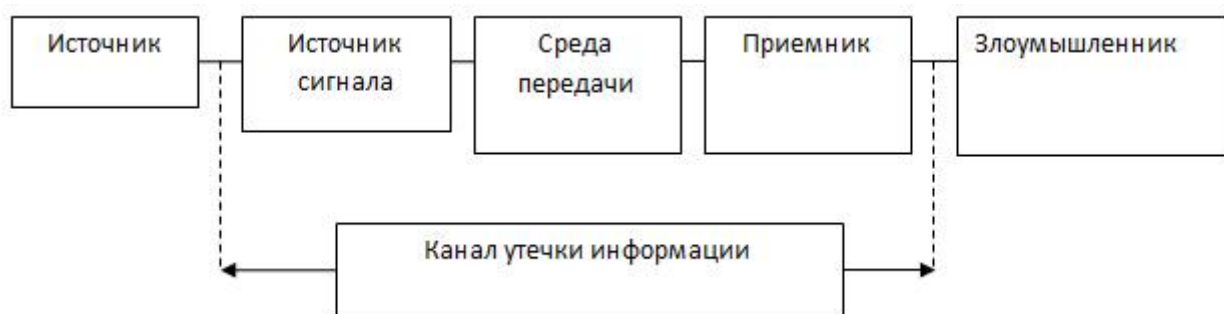 Источник
Источник
сигнала
Среда
передачи
Приемник
Злоумышленник
Канал утечки информации